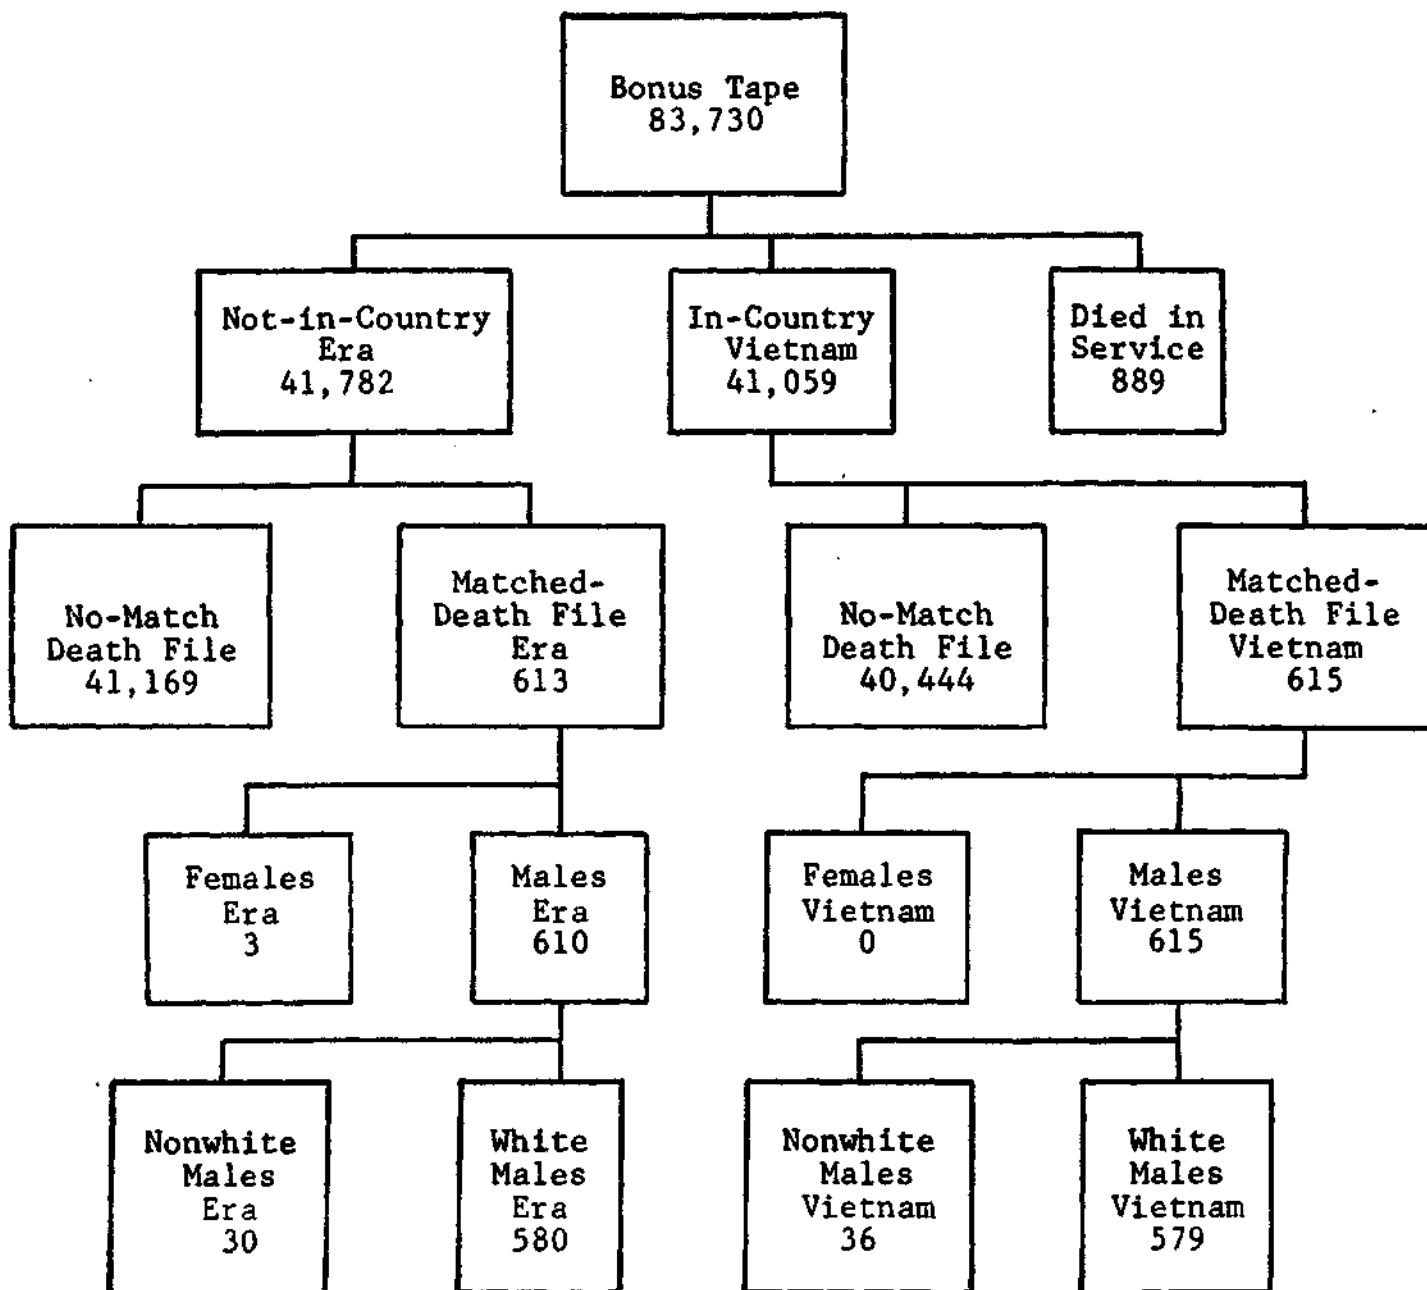 Bonus Tape
83,730
Not-in-Country
Era
41,782
In-Country
Vietnam
41,059
Died in
Service
889
No-Match
Death File
41,169
Matched-
Death File
Era
613
No-Match
Death File
40,444
Matched-
Death File
Vietnam
615
Females
Era
3
Males
Era
610
Females
Vietnam
0
Males
Vietnam
615
Nonwhite
Males
Era
30
White
Males
Era
580
Nonwhite
Males
Vietnam
36
White
Males
Vietnam
579